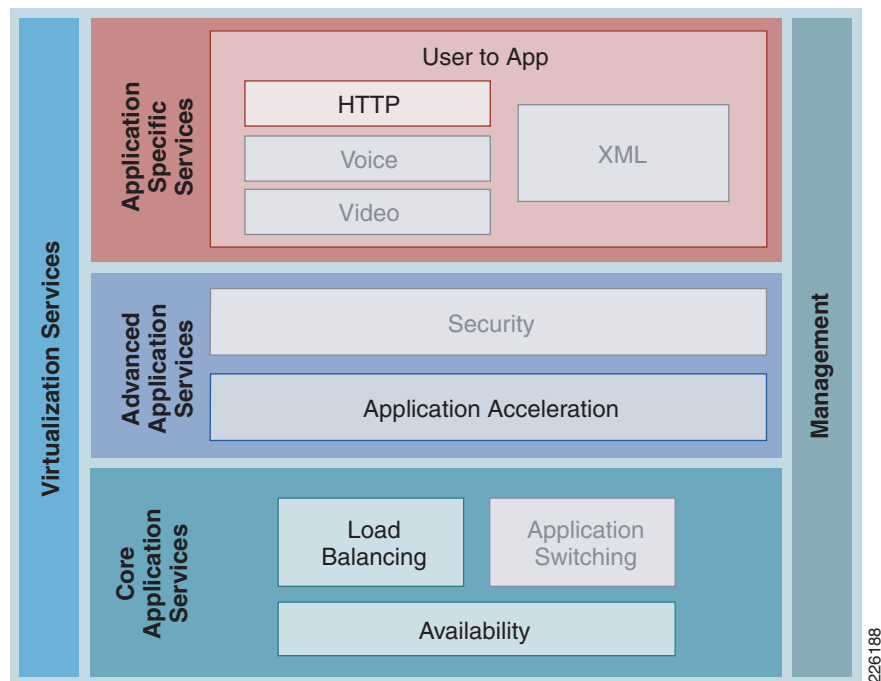 Virtualization Services
Application
Specific
Services
User to App
HTTP
Voice
Video
XML
Advanced
Application
Services
Security
Application Acceleration
Core
Application
Services
Load
Balancing
Application
Switching
Availability
Management
226188